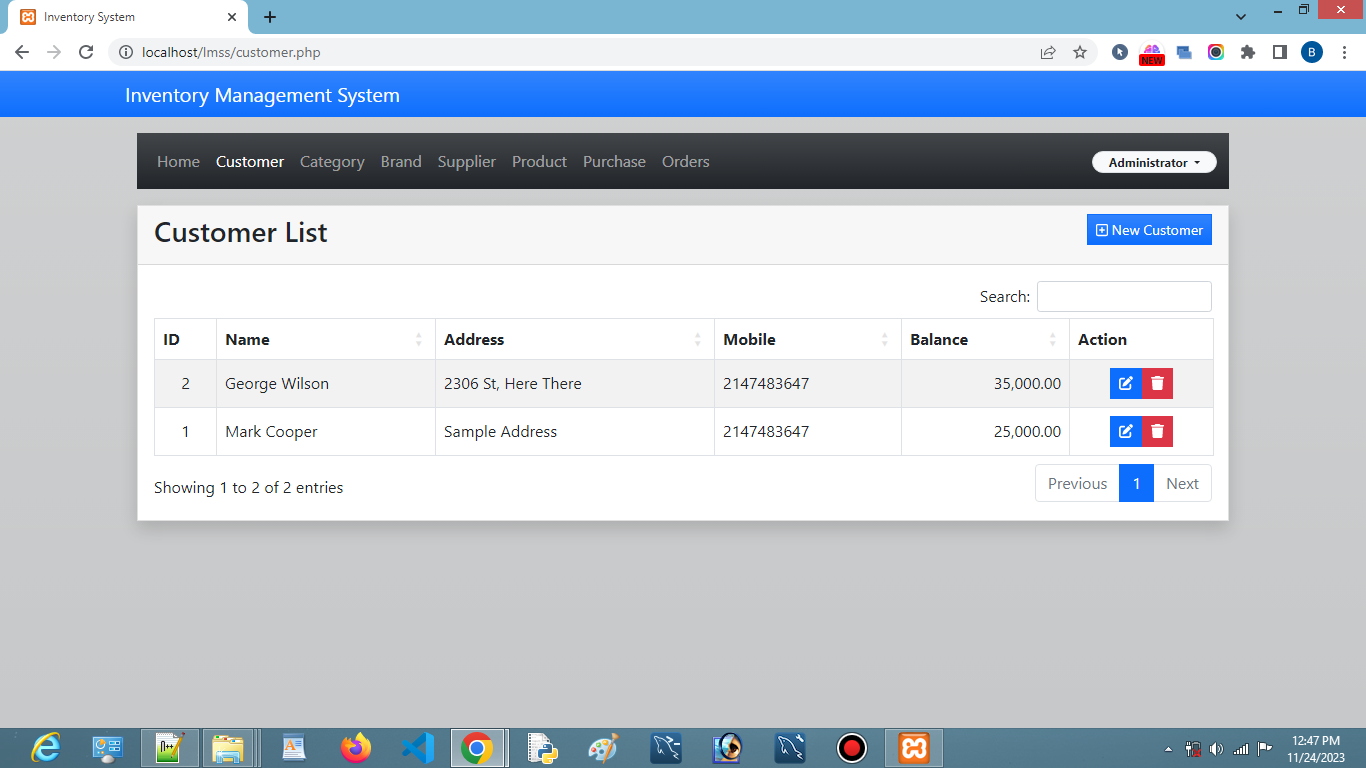 Inventory System
localhost/lmss/customer.php
NEW
B
Inventory Management System
Home Customer Category Brand Supplier Product Purchase Orders Administrator
Customer List
New Customer
Search:
ID Name Address Mobile Balance Action
2 George Wilson 2306 St, Here There 2147483647 35,000.00
1 Mark Cooper Sample Address 2147483647 25,000.00
Showing 1 to 2 of 2 entries
Previous 1 Next
12:47 PM
11/24/2023